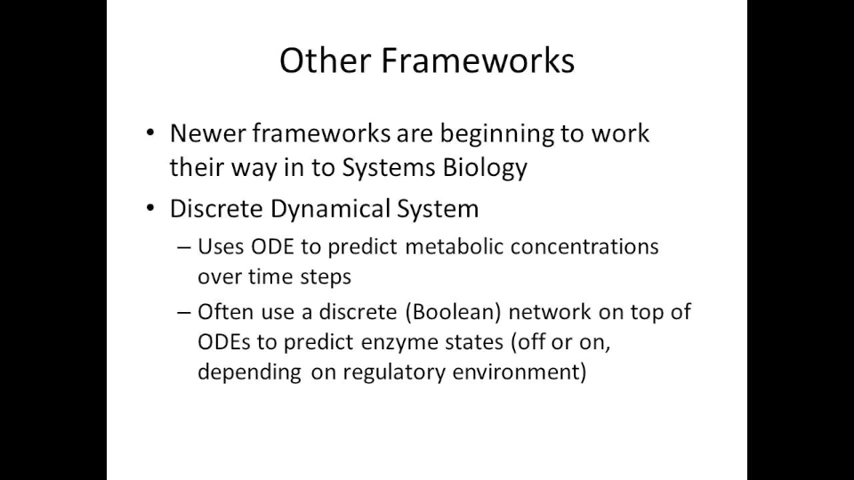 Other Frameworks
• Newer frameworks are beginning to work
their way in to Systems Biology
• Discrete Dynamical System
– Uses ODE to predict metabolic concentrations
over time steps
– Often use a discrete (Boolean) network on top of
ODEs to predict enzyme states (off or on,
depending on regulatory environment)